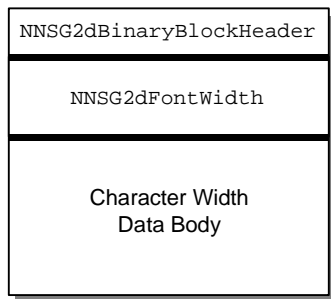 NNSG2dBinaryBlockHeader
NNSG2dFontWidth
Character Width
Data Body